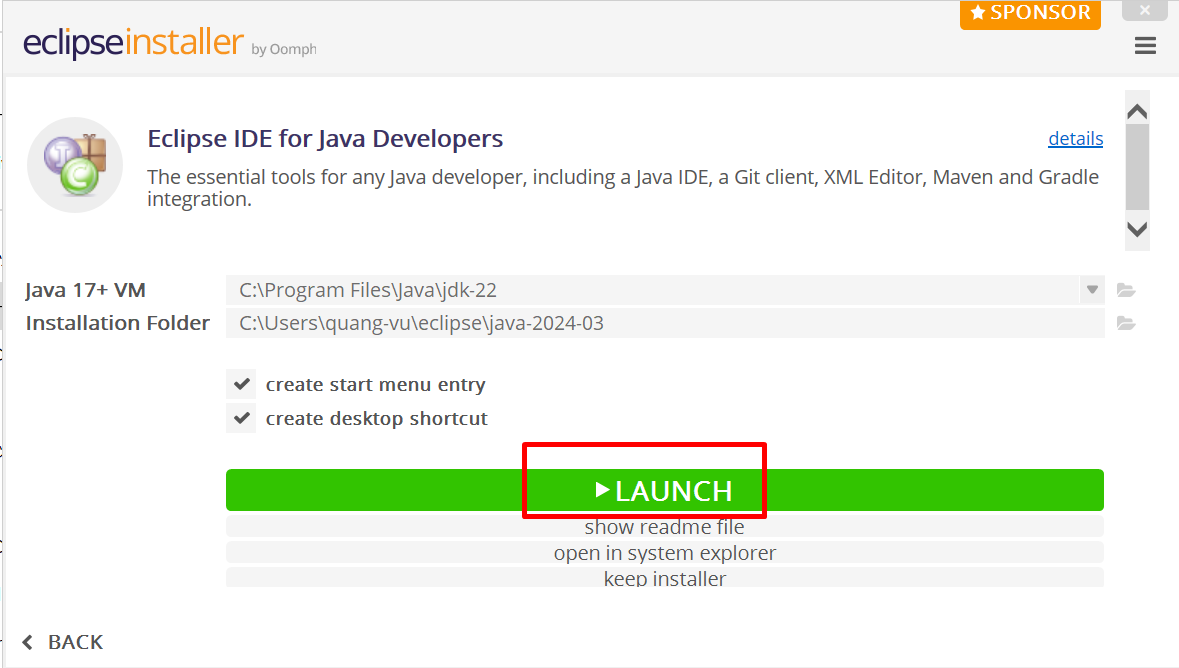 SPONSOR
eclipseinstaller by Oomph
Eclipse IDE for Java Developers
details
The essential tools for any Java developer, including a Java IDE, a Git client, XML Editor, Maven and Gradle
integration.
Java 17+ VM
C:\Program Files\Java\jdk-22
Installation Folder
C:\Users\quang-vu\eclipse\java-2024-03
create start menu entry
create desktop shortcut
LAUNCH
show readme file
open in system explorer
keep installer
BACK